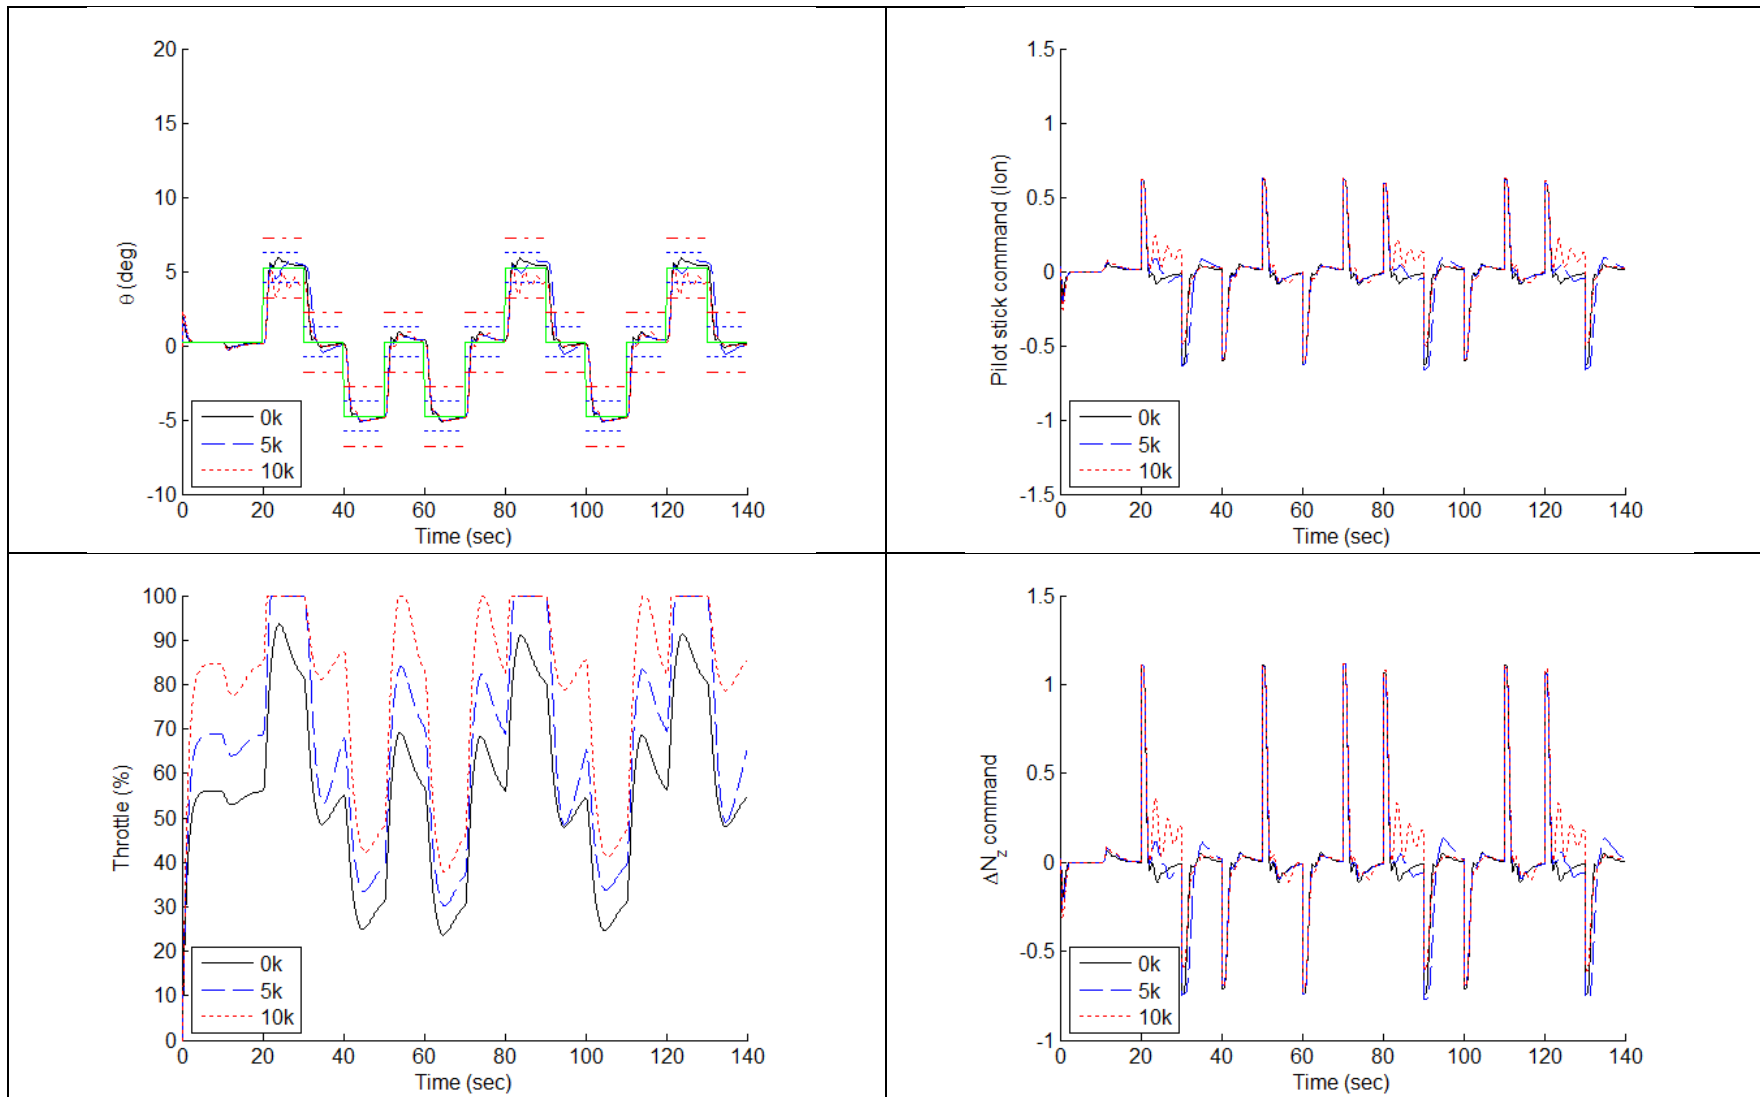 20
15
10
5
0
-5
-10
θ (deg)
0k
5k
10k
0 20 40 60 80 100 120 140
Time (sec)
1.5
1
0.5
0
-0.5
-1
-1.5
Pilot stick command (lon)
0k
5k
10k
0 20 40 60 80 100 120 140
Time (sec)
100
90
80
70
60
50
40
30
20
10
0
Throttle (%)
0k
5k
10k
0 20 40 60 80 100 120 140
Time (sec)
1.5
1
0.5
0
-0.5
-1
ΔNz command
0k
5k
10k
0 20 40 60 80 100 120 140
Time (sec)